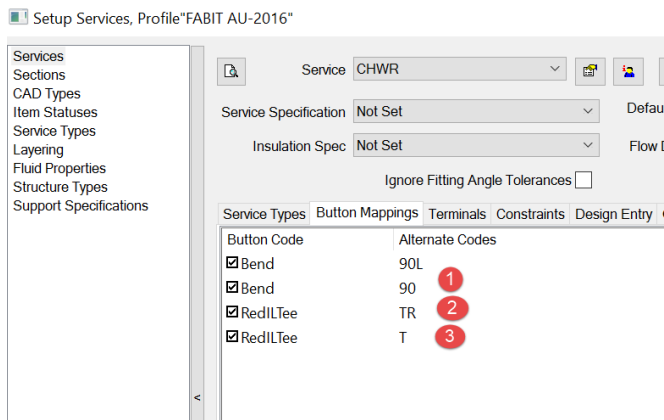 Setup Services, Profile"FABIT AU-2016"
Services
Sections
CAD Types
Item Statuses
Service Types
Layering
Fluid Properties
Structure Types
Support Specifications
<
Service CHWR
Service Specification Not Set Defau
Insulation Spec Not Set Flow D
Ignore Fitting Angle Tolerances
Service Types Button Mappings Terminals Constraints Design Entry
Button Code Alternate Codes
Bend 90L
Bend 90 1
RedILTee TR 2
RedILTee T 3